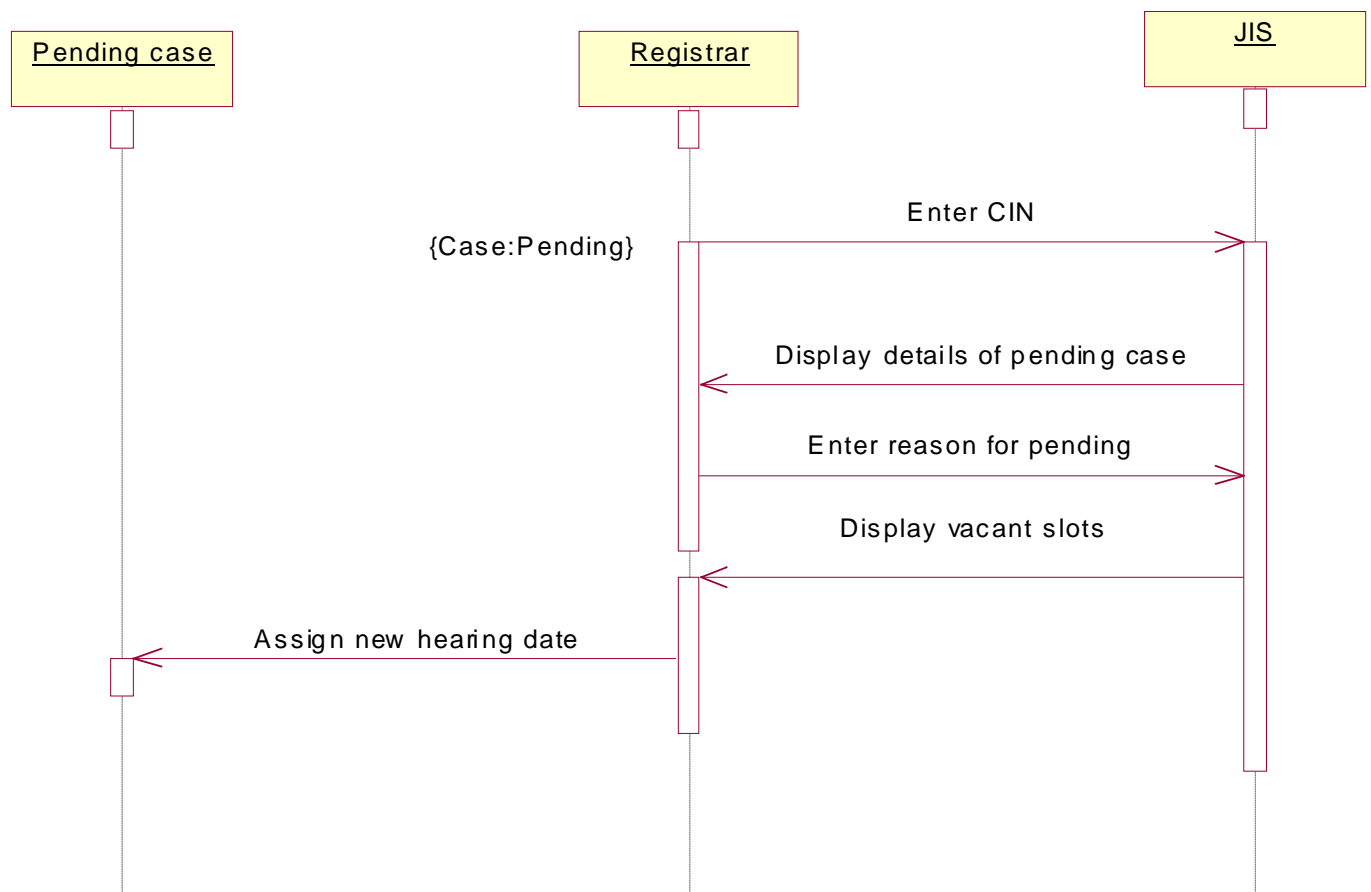 Pending case
Registrar
JIS
Enter CIN
{Case:Pending}
Display details of pending case
Enter reason for pending
Display vacant slots
Assign new hearing date